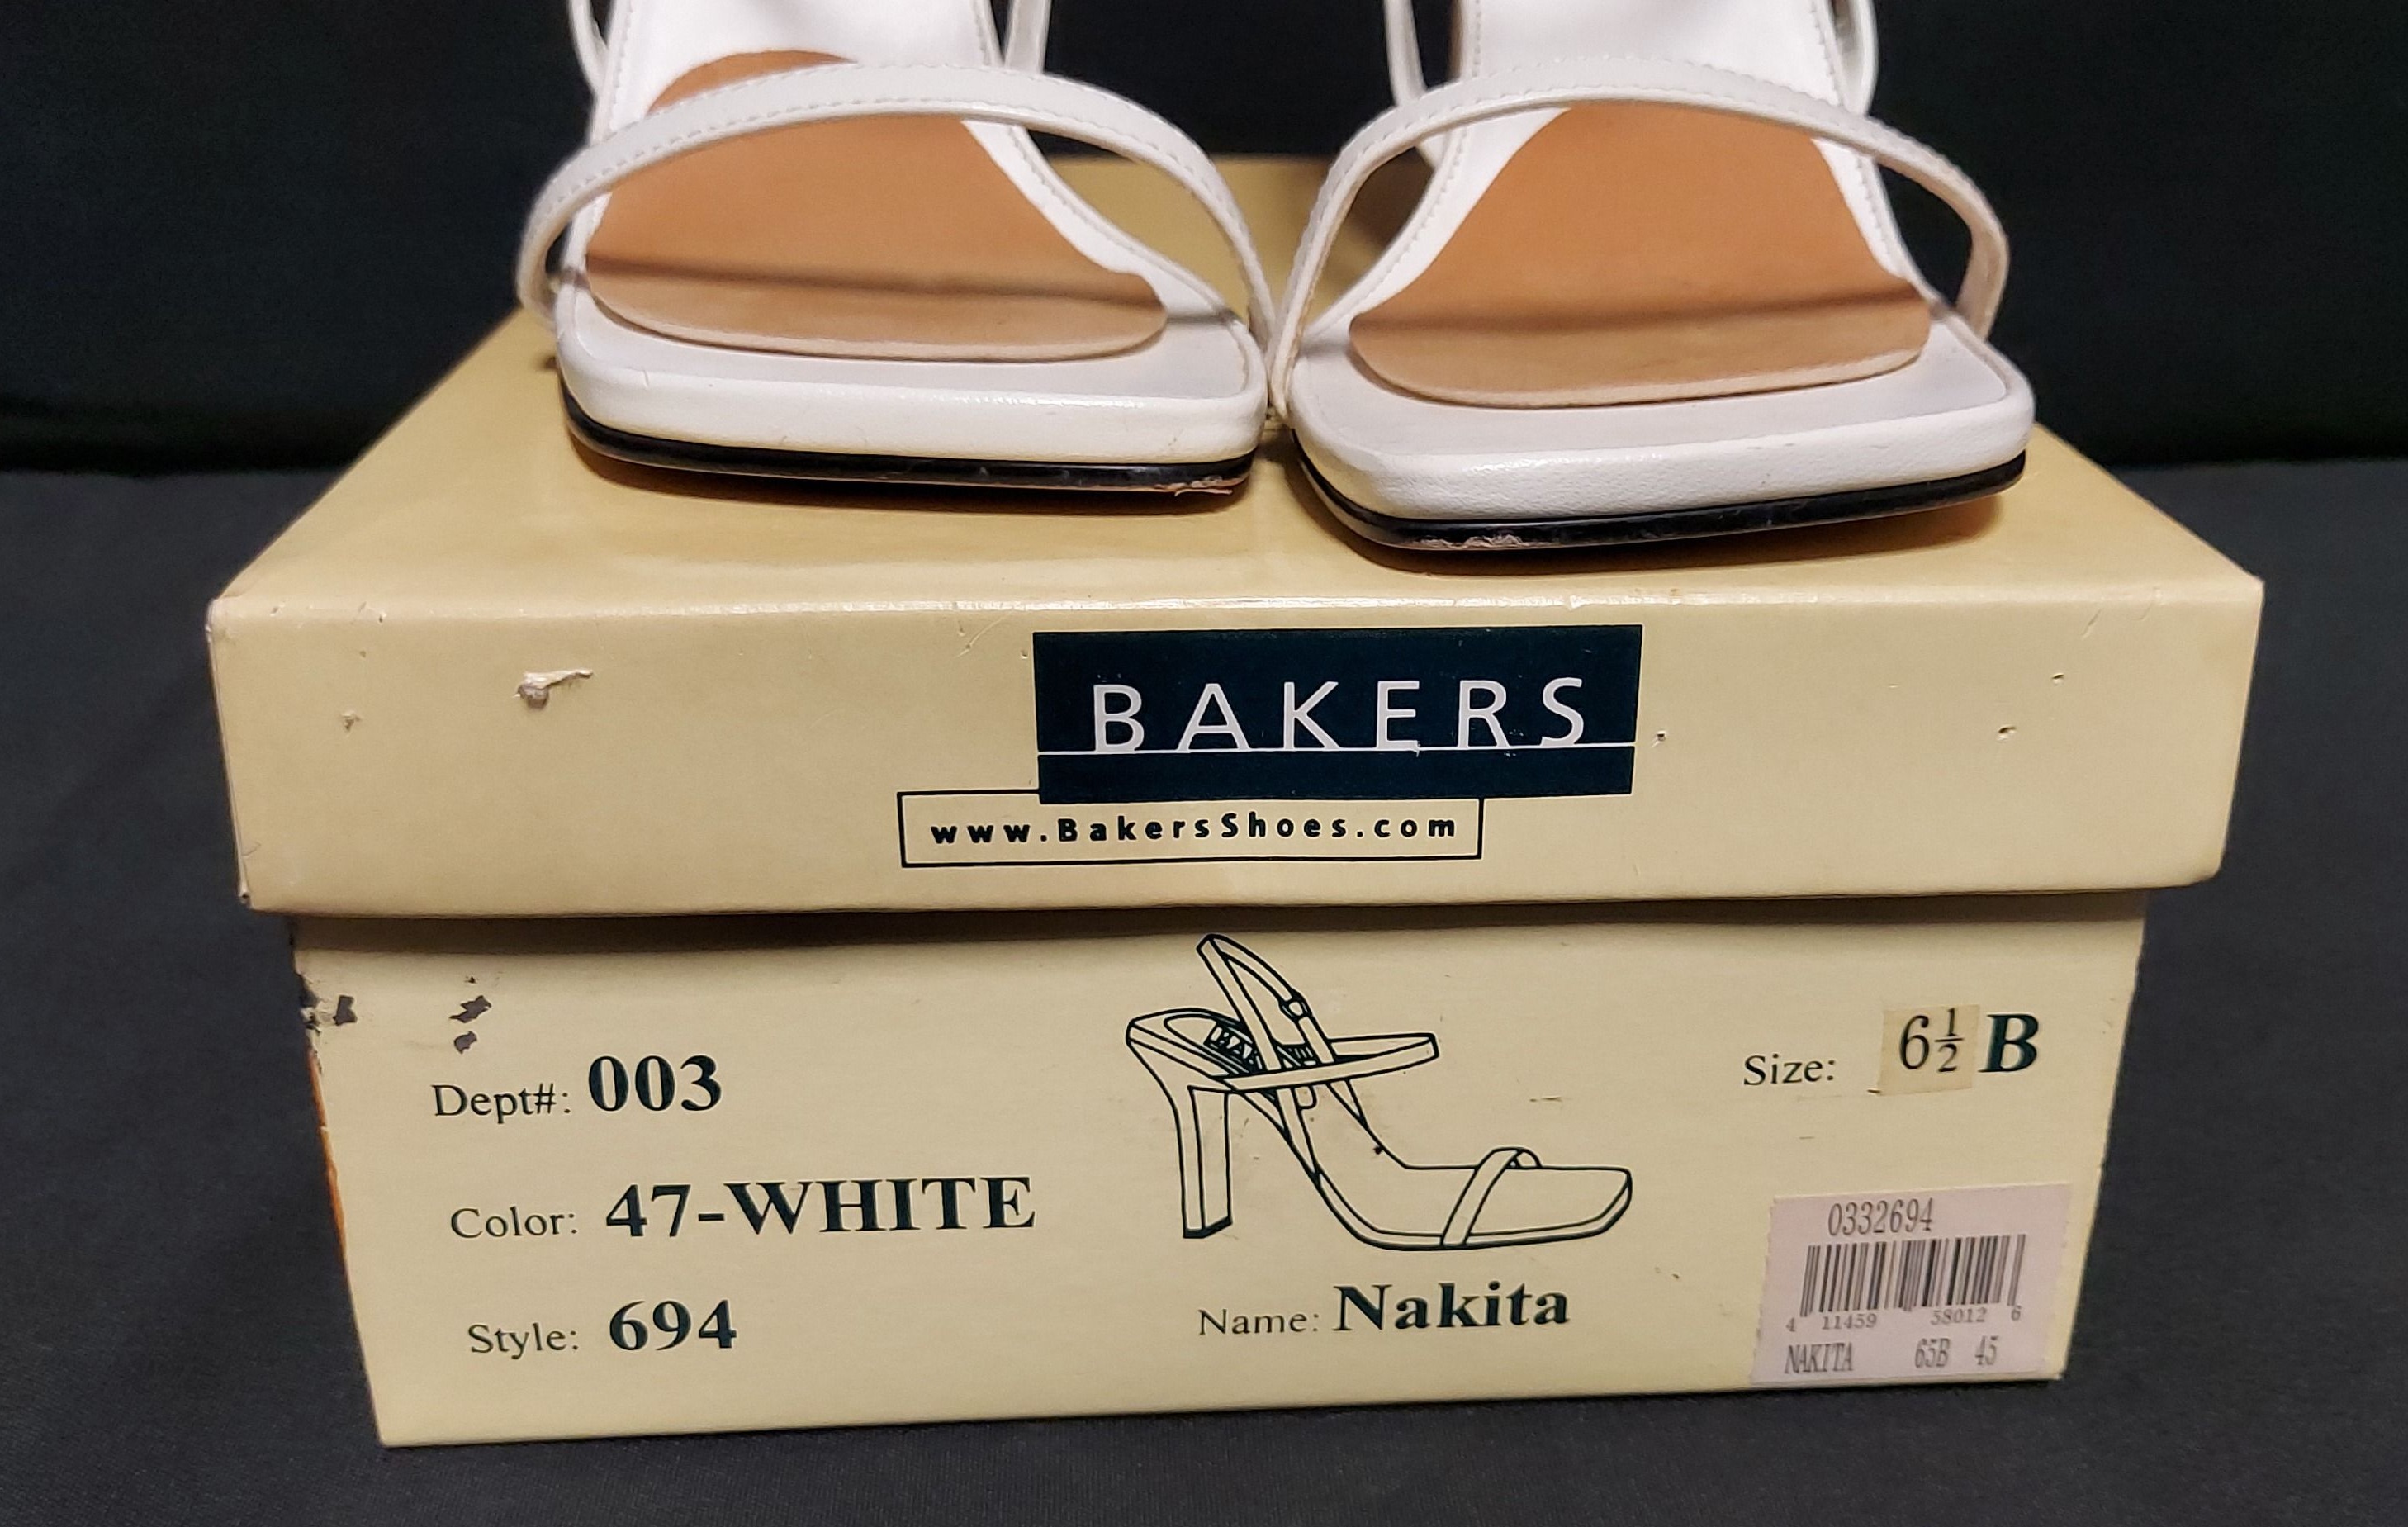 BAKERS
www.BakersShoes.com
Dept#: 003
Size: 6½ B
Color: 47-WHITE
Style: 694
Name: Nakita
0332694
4 11459 58012 6
NAKITA 65B 45
BAK